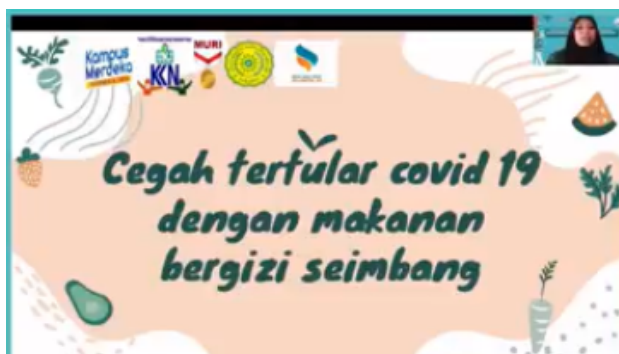 Kampus
Merdeka
KKN
MURI
Cegah tertular covid 19
dengan makanan
bergizi seimbang